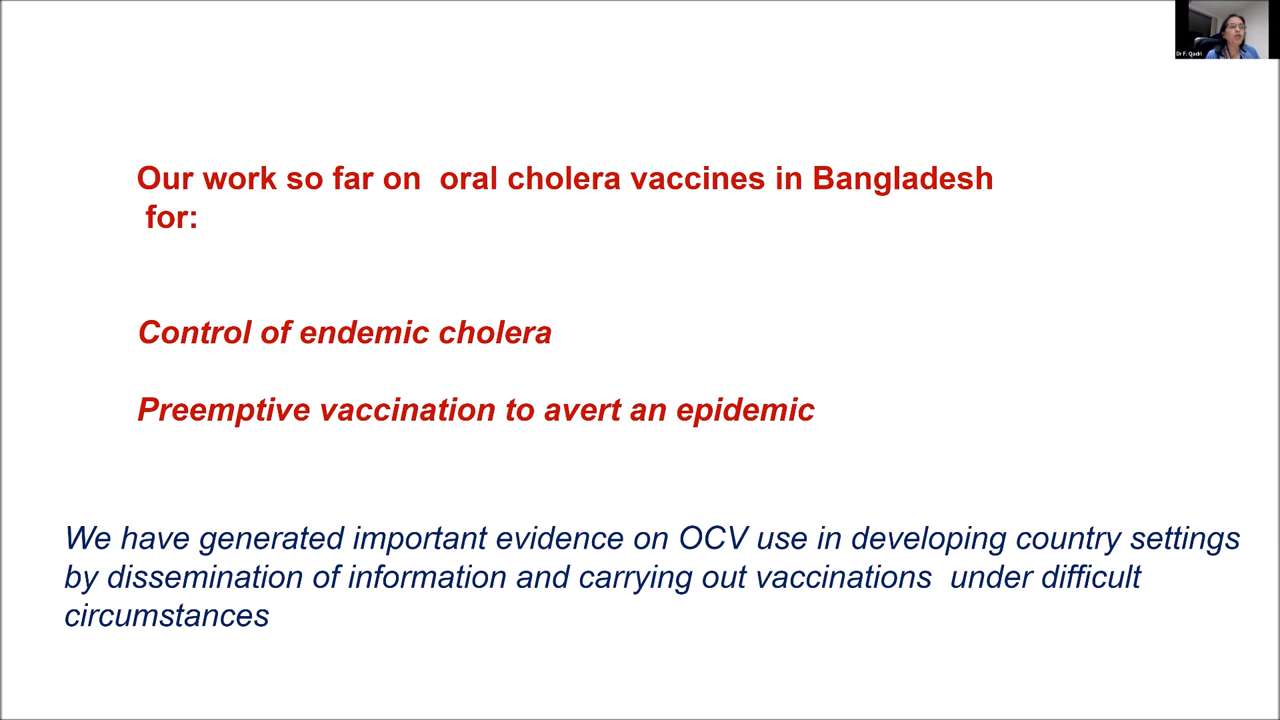 Dr F. Qadri
Our work so far on  oral cholera vaccines in Bangladesh
for:
Control of endemic cholera
Preemptive vaccination to avert an epidemic
We have generated important evidence on OCV use in developing country settings
by dissemination of information and carrying out vaccinations  under difficult
circumstances